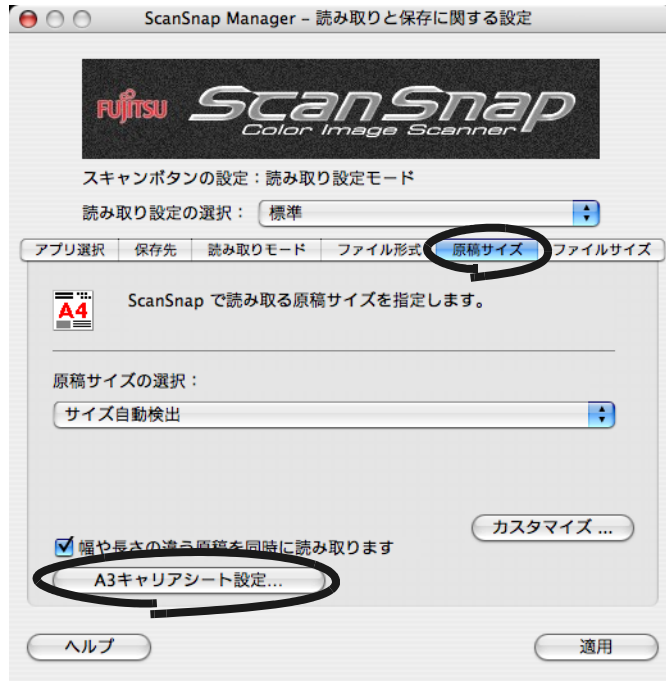 ScanSnap Manager – 読み取りと保存に関する設定
FUJITSU ScanSnap
Color Image Scanner
スキャンボタンの設定：読み取り設定モード
読み取り設定の選択： 標準
アプリ選択 保存先 読み取りモード ファイル形式 原稿サイズ ファイルサイズ
A4 ScanSnap で読み取る原稿サイズを指定します。
原稿サイズの選択：
サイズ自動検出
カスタマイズ ...
幅や長さの違う原稿を同時に読み取ります
A3キャリアシート設定...
ヘルプ 適用